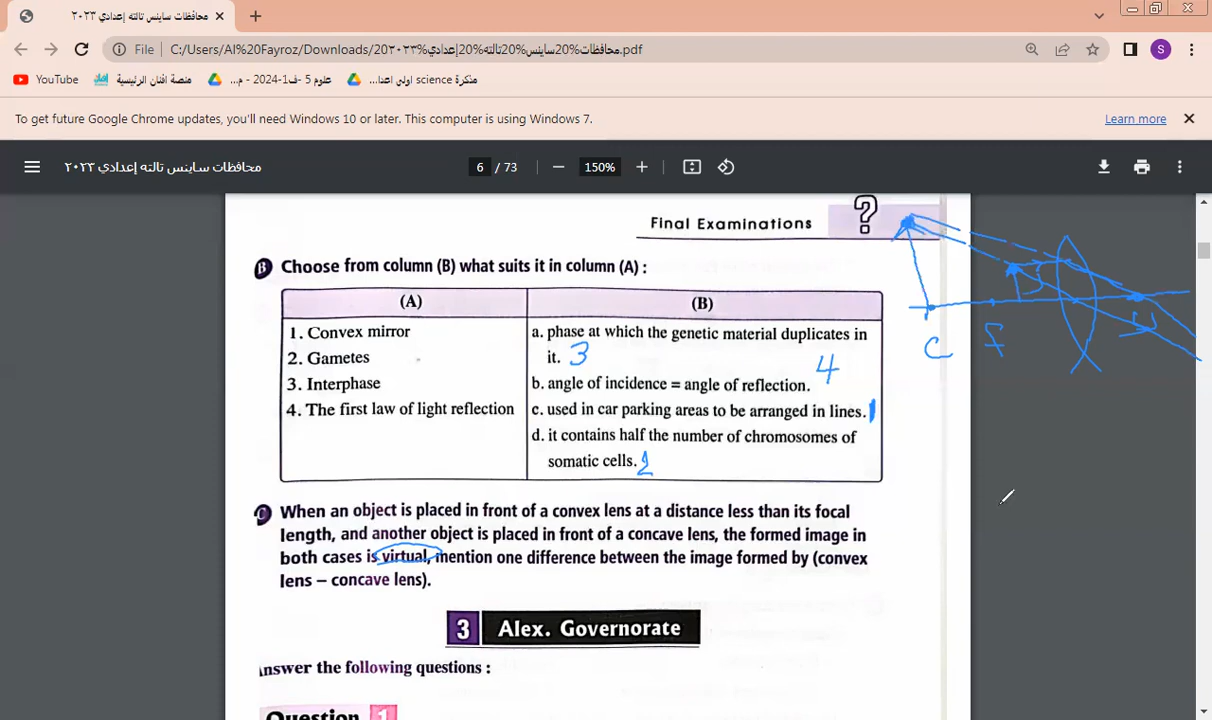 محافظات ساينس تالته إعدادي ٢٠٢٣
File C:/Users/Al%20Fayroz/Downloads/20٢٠٢٣%محافظات%20ساينس%20تالته%20إعدادي.pdf
YouTube منصة افنان الرئيسية علوم 5 -ف1-2024 - م... مذكرة science اولي اعدا...
To get future Google Chrome updates, you'll need Windows 10 or later. This computer is using Windows 7. Learn more
محافظات ساينس تالته إعدادي ٢٠٢٣ 6 / 73 150%
Final Examinations ?
B Choose from column (B) what suits it in column (A) :
(A) (B)
1. Convex mirror
2. Gametes
3. Interphase
4. The first law of light reflection
a. phase at which the genetic material duplicates in
it. 3
b. angle of incidence = angle of reflection. 4
c. used in car parking areas to be arranged in lines. 1
d. it contains half the number of chromosomes of
somatic cells. 2
C F
C When an object is placed in front of a convex lens at a distance less than its focal
length, and another object is placed in front of a concave lens, the formed image in
both cases is virtual, mention one difference between the image formed by (convex
lens – concave lens).
3 Alex. Governorate
Answer the following questions :
Question 1